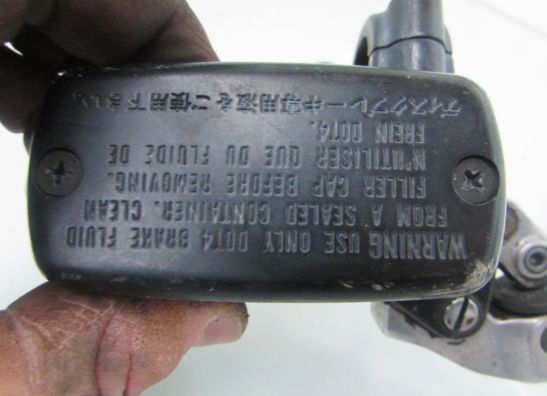 WARNING USE ONLY DOT4 BRAKE FLUID
FROM A SEALED CONTAINER. CLEAN
FILLER CAP BEFORE REMOVING.
N'UTILISER QUE DU FLUIDE DE
FREIN DOT4.
ディスクブレーキ専用液をご使用下さい。